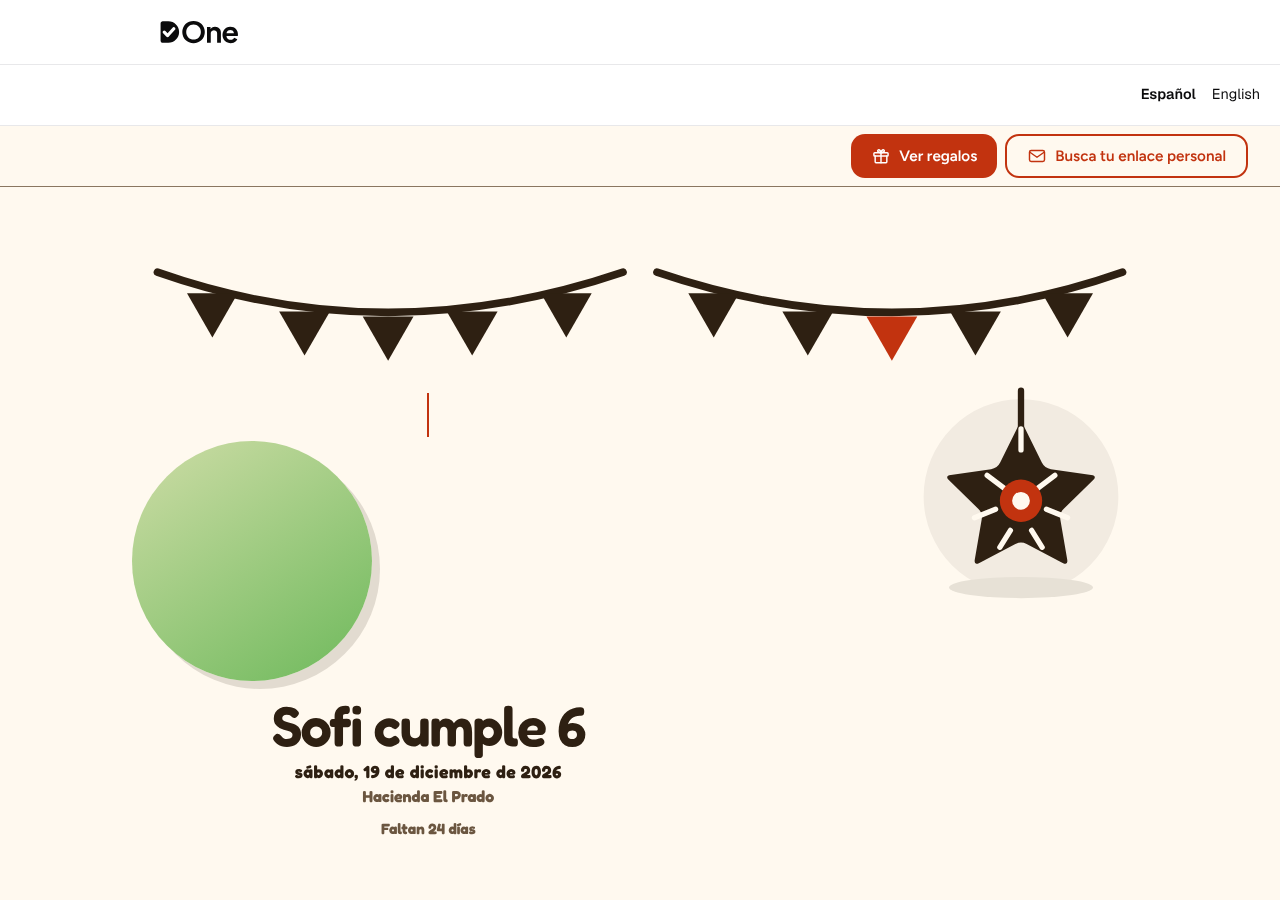 DOne
Español English
Ver regalos Busca tu enlace personal
Sofi cumple 6
sábado, 19 de diciembre de 2026
Hacienda El Prado
Faltan 24 días